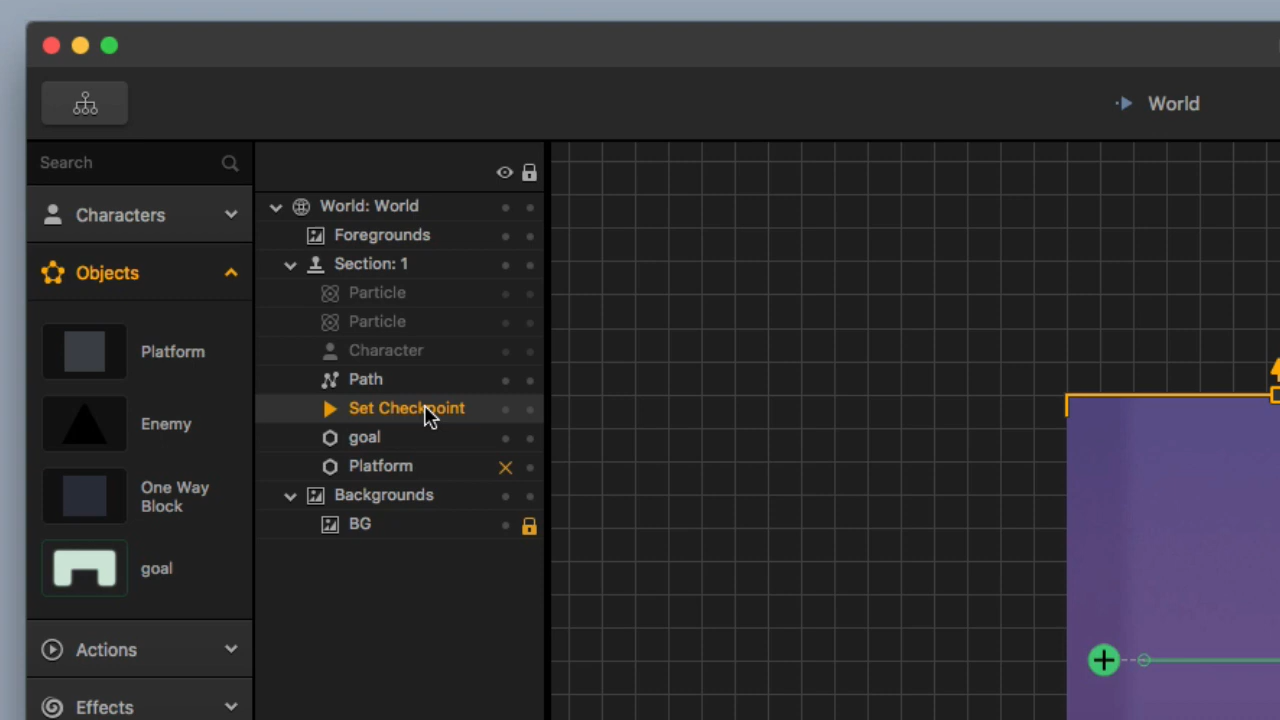 World
Search
Characters
Objects
Platform
Enemy
One Way
Block
goal
Actions
Effects
World: World
Foregrounds
Section: 1
Particle
Particle
Character
Path
Set Checkpoint
goal
Platform
Backgrounds
BG